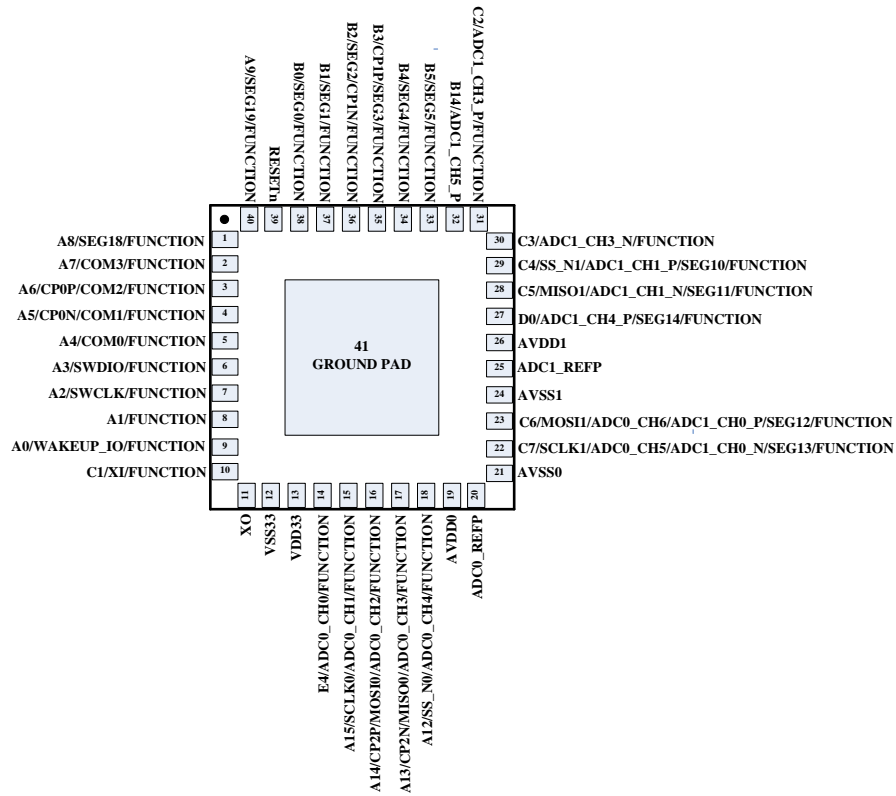 A9/SEG19/FUNCTION
RESETn
B0/SEG0/FUNCTION
B1/SEG1/FUNCTION
B2/SEG2/CP1N/FUNCTION
B3/CP1P/SEG3/FUNCTION
B4/SEG4/FUNCTION
B5/SEG5/FUNCTION
B14/ADC1_CH5_P
C2/ADC1_CH3_P/FUNCTION
40
39
38
37
36
35
34
33
32
31
A8/SEG18/FUNCTION 1
A7/COM3/FUNCTION 2
A6/CP0P/COM2/FUNCTION 3
A5/CP0N/COM1/FUNCTION 4
A4/COM0/FUNCTION 5
A3/SWDIO/FUNCTION 6
A2/SWCLK/FUNCTION 7
A1/FUNCTION 8
A0/WAKEUP_IO/FUNCTION 9
C1/XI/FUNCTION 10
41
GROUND PAD
30 C3/ADC1_CH3_N/FUNCTION
29 C4/SS_N1/ADC1_CH1_P/SEG10/FUNCTION
28 C5/MISO1/ADC1_CH1_N/SEG11/FUNCTION
27 D0/ADC1_CH4_P/SEG14/FUNCTION
26 AVDD1
25 ADC1_REFP
24 AVSS1
23 C6/MOSI1/ADC0_CH6/ADC1_CH0_P/SEG12/FUNCTION
22 C7/SCLK1/ADC0_CH5/ADC1_CH0_N/SEG13/FUNCTION
21 AVSS0
11
12
13
14
15
16
17
18
19
20
XO
VSS33
VDD33
E4/ADC0_CH0/FUNCTION
A15/SCLK0/ADC0_CH1/FUNCTION
A14/CP2P/MOSI0/ADC0_CH2/FUNCTION
A13/CP2N/MISO0/ADC0_CH3/FUNCTION
A12/SS_N0/ADC0_CH4/FUNCTION
AVDD0
ADC0_REFP